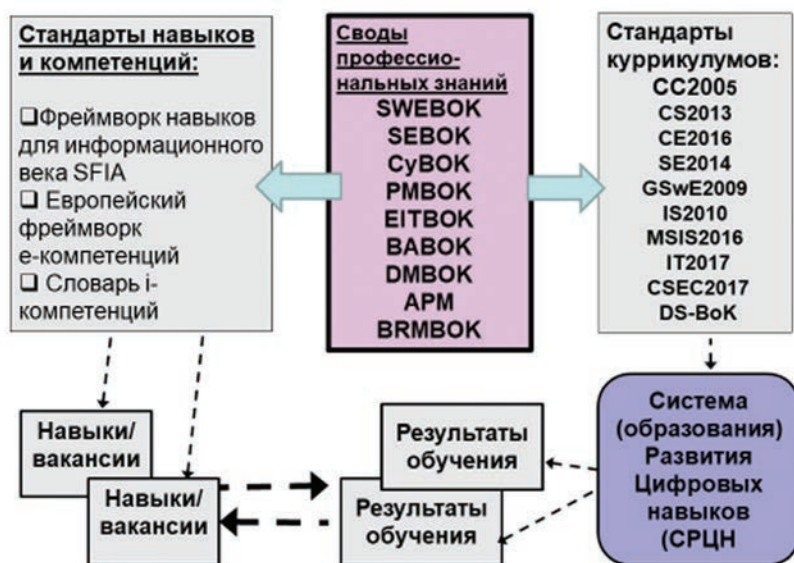 Стандарты навыков
и компетенций:
❑Фреймворк навыков
для информационного
века SFIA
❑ Европейский
фреймворк
е-компетенций
❑ Словарь i-
компетенций
Своды
профессио-
нальных знаний
SWEBOK
SEBOK
CyBOK
PMBOK
EITBOK
BABOK
DMBOK
APM
BRMBOK
Стандарты
куррикулумов:
CC2005
CS2013
CE2016
SE2014
GSwE2009
IS2010
MSIS2016
IT2017
CSEC2017
DS-BoK
Навыки/
вакансии
Навыки/
вакансии
Результаты
обучения
Результаты
обучения
Система
(образования)
Развития
Цифровых
навыков
(СРЦН